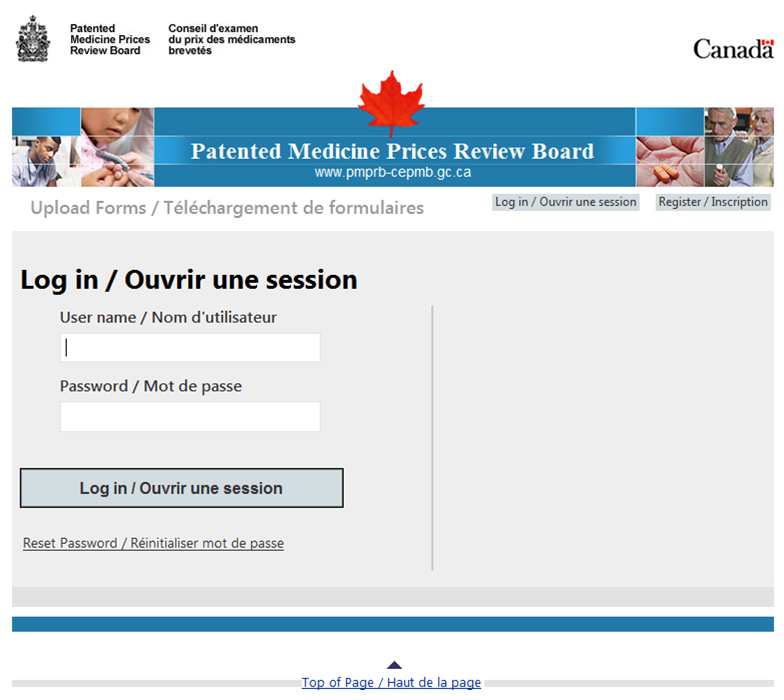 Patented
Medicine Prices
Review Board
Conseil d'examen
du prix des médicaments
brevetés
Canada
Patented Medicine Prices Review Board
www.pmprb-cepmb.gc.ca
Upload Forms / Téléchargement de formulaires
Log in / Ouvrir une session
Register / Inscription
Log in / Ouvrir une session
User name / Nom d'utilisateur
Password / Mot de passe
Log in / Ouvrir une session
Reset Password / Réinitialiser mot de passe
Top of Page / Haut de la page